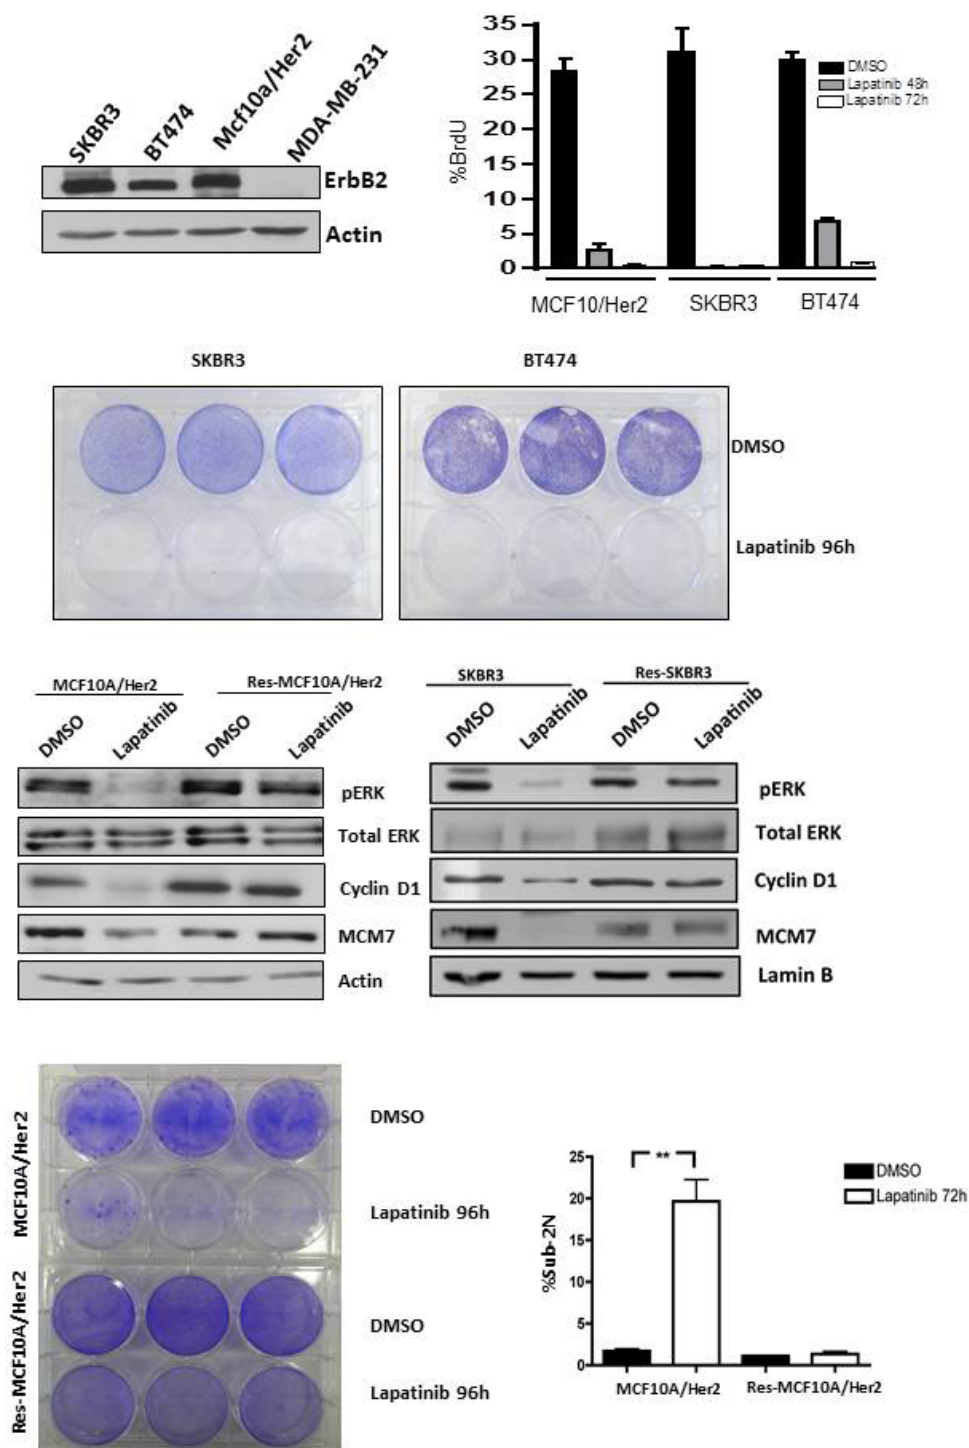 SKBR3
BT474
Mcf10a/Her2
MDA-MB-231
ErbB2
Actin
35
30
25
20
15
10
5
0
%BrdU
DMSO
Lapatinib 48h
Lapatinib 72h
MCF10/Her2 SKBR3 BT474
SKBR3 BT474
DMSO
Lapatinib 96h
MCF10A/Her2 Res-MCF10A/Her2
DMSO Lapatinib DMSO Lapatinib
pERK
Total ERK
Cyclin D1
MCM7
Actin
SKBR3 Res-SKBR3
DMSO Lapatinib DMSO Lapatinib
pERK
Total ERK
Cyclin D1
MCM7
Lamin B
MCF10A/Her2
Res-MCF10A/Her2
DMSO
Lapatinib 96h
DMSO
Lapatinib 96h
25
20
15
10
5
0
%Sub-2N
**
DMSO
Lapatinib 72h
MCF10A/Her2 Res-MCF10A/Her2